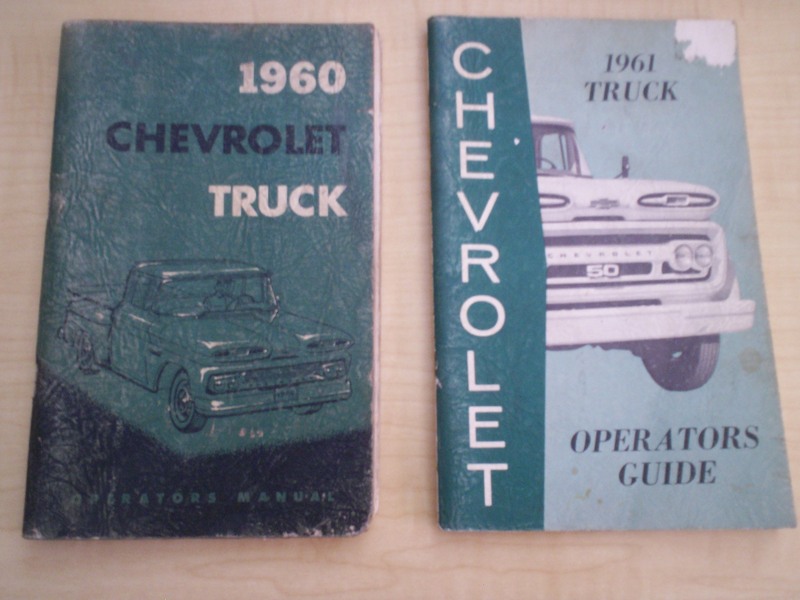 1960
CHEVROLET
TRUCK
OPERATORS MANUAL
CHEVROLET
1961
TRUCK
CHEVROLET
50
OPERATORS
GUIDE